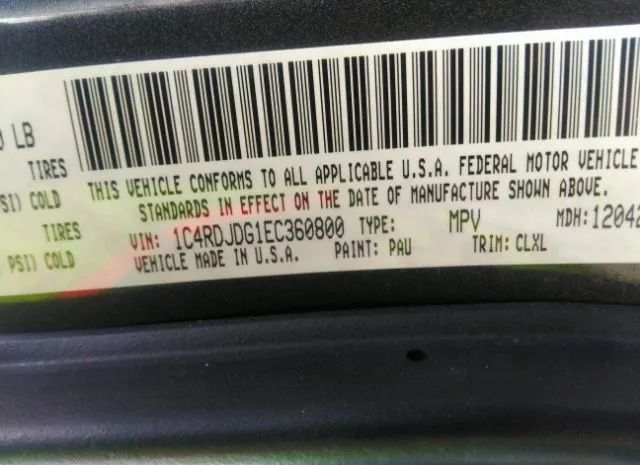 0 LB
TIRES
PSI) COLD
TIRES
PSI) COLD
THIS VEHICLE CONFORMS TO ALL APPLICABLE U.S.A. FEDERAL MOTOR VEHICLE
STANDARDS IN EFFECT ON THE DATE OF MANUFACTURE SHOWN ABOVE.
VIN: 1C4RDJDG1EC360800 TYPE: MPV MDH:12042
VEHICLE MADE IN U.S.A. PAINT: PAU TRIM: CLXL